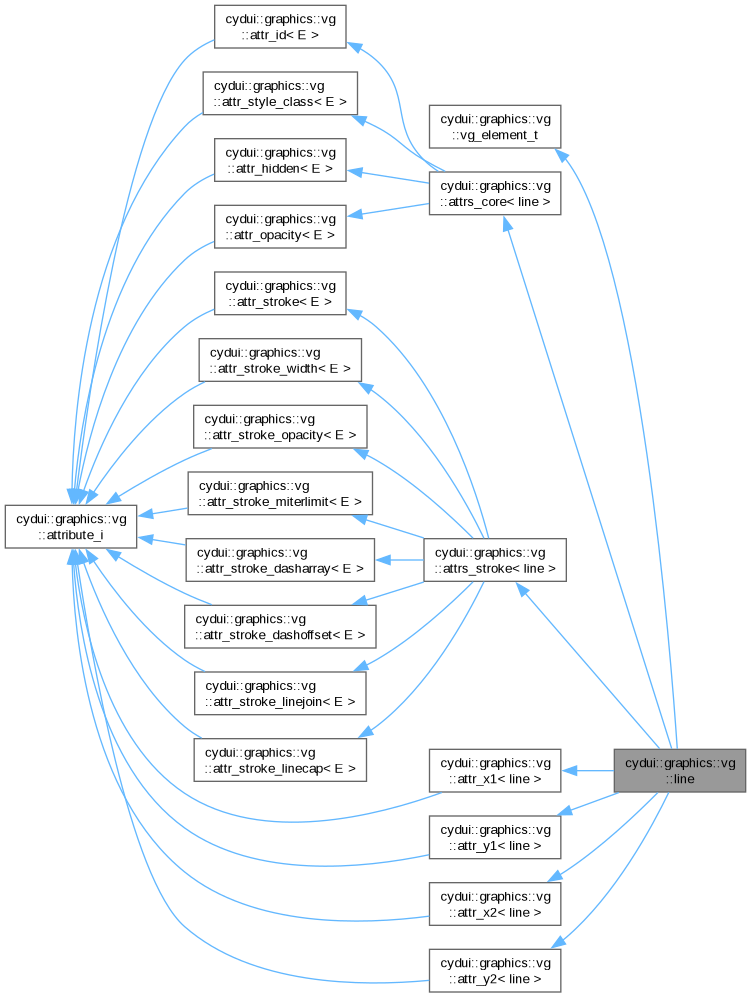 cydui::graphics::vg
::attr_id< E >
cydui::graphics::vg
::attr_style_class< E >
cydui::graphics::vg
::vg_element_t
cydui::graphics::vg
::attr_hidden< E >
cydui::graphics::vg
::attrs_core< line >
cydui::graphics::vg
::attr_opacity< E >
cydui::graphics::vg
::attr_stroke< E >
cydui::graphics::vg
::attr_stroke_width< E >
cydui::graphics::vg
::attr_stroke_opacity< E >
cydui::graphics::vg
::attr_stroke_miterlimit< E >
cydui::graphics::vg
::attribute_i
cydui::graphics::vg
::attr_stroke_dasharray< E >
cydui::graphics::vg
::attrs_stroke< line >
cydui::graphics::vg
::attr_stroke_dashoffset< E >
cydui::graphics::vg
::attr_stroke_linejoin< E >
cydui::graphics::vg
::attr_stroke_linecap< E >
cydui::graphics::vg
::attr_x1< line >
cydui::graphics::vg
::line
cydui::graphics::vg
::attr_y1< line >
cydui::graphics::vg
::attr_x2< line >
cydui::graphics::vg
::attr_y2< line >